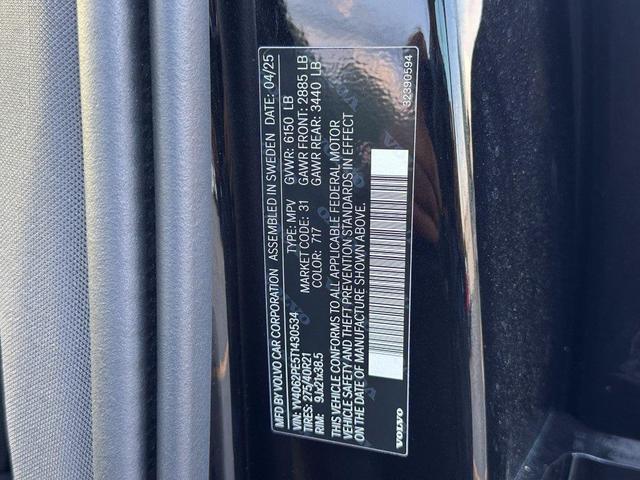 MFD BY VOLVO CAR CORPORATION ASSEMBLED IN SWEDEN DATE: 04/25
VIN: YV4062PE5T1430534 TYPE: MPV GVWR: 6150 LB
TIRES: 275/40R21 MARKET CODE: 31 GAWR FRONT: 2885 LB
RIM: 9Jx21x38.5 COLOR: 717 GAWR REAR: 3440 LB
THIS VEHICLE CONFORMS TO ALL APPLICABLE FEDERAL MOTOR
VEHICLE SAFETY AND THEFT PREVENTION STANDARDS IN EFFECT
ON THE DATE OF MANUFACTURE SHOWN ABOVE.
VOLVO 32390594